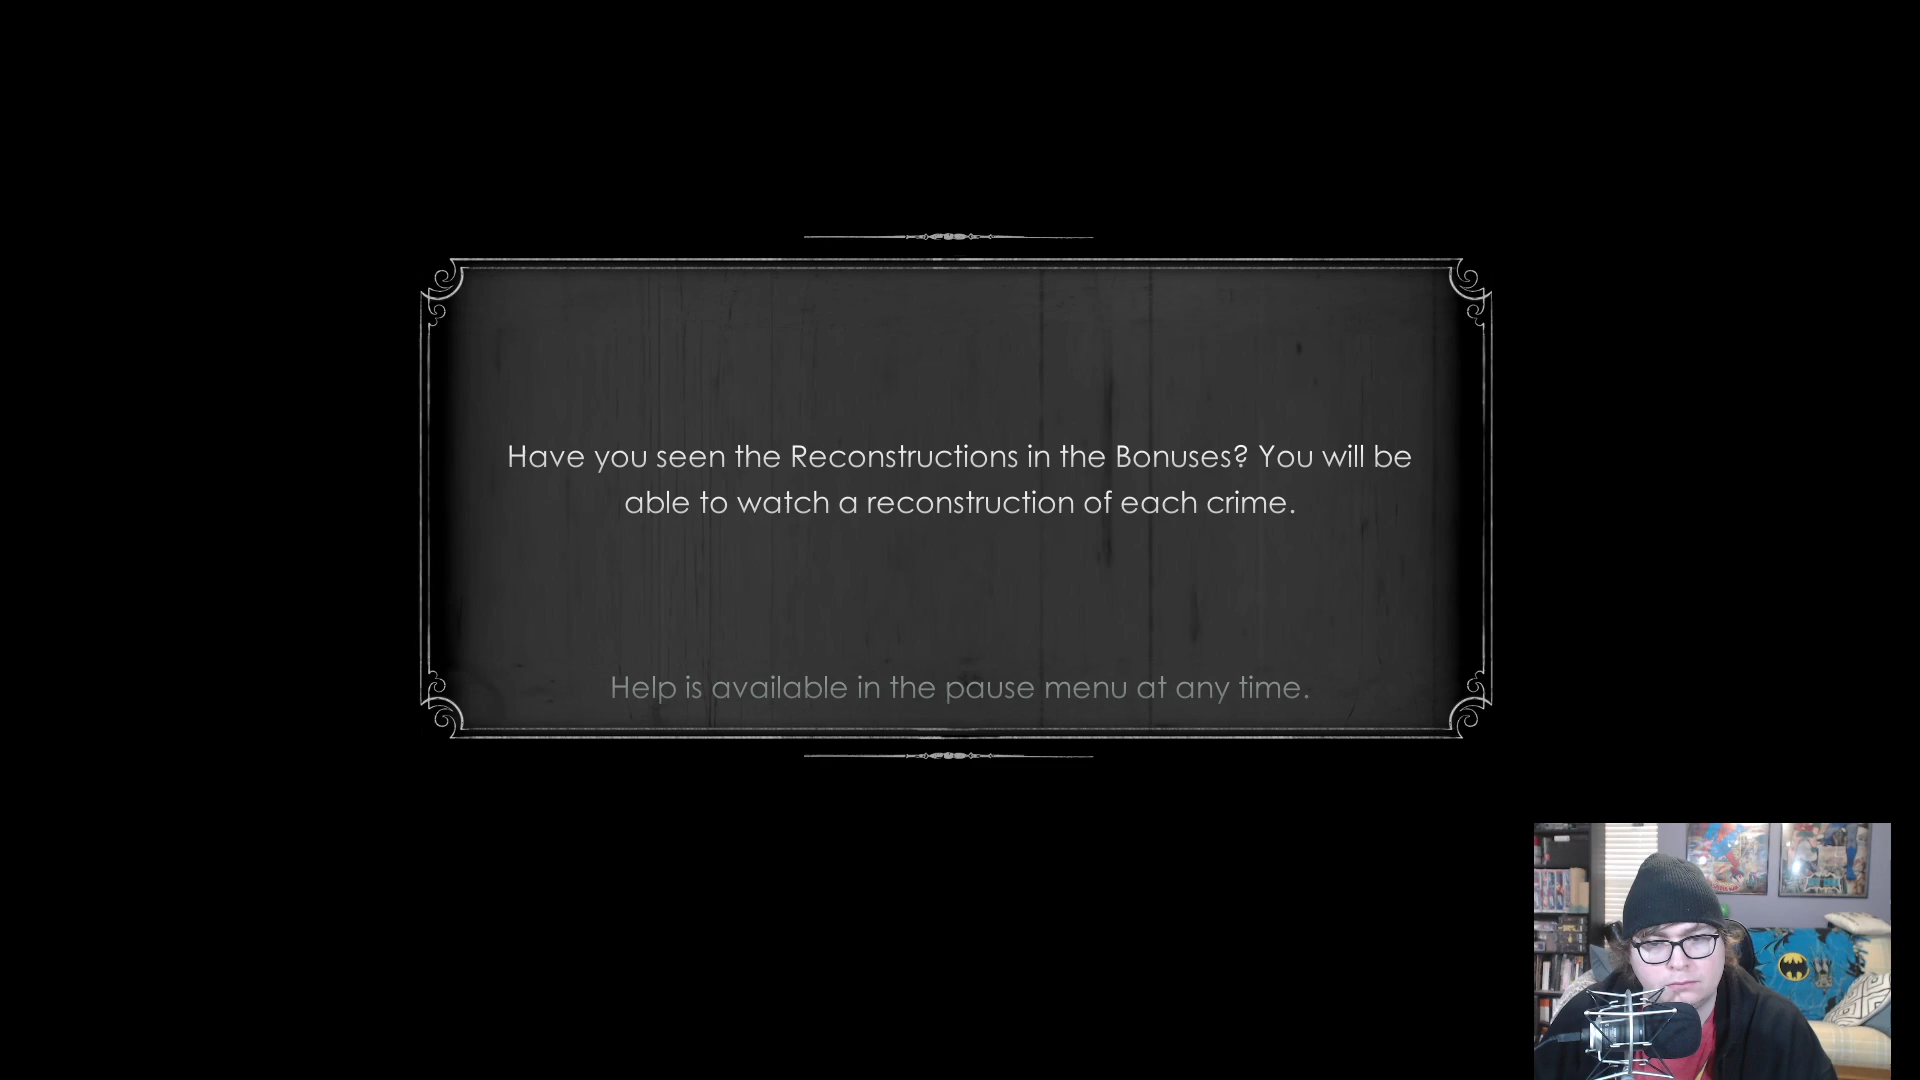 Have you seen the Reconstructions in the Bonuses? You will be
able to watch a reconstruction of each crime.
Help is available in the pause menu at any time.